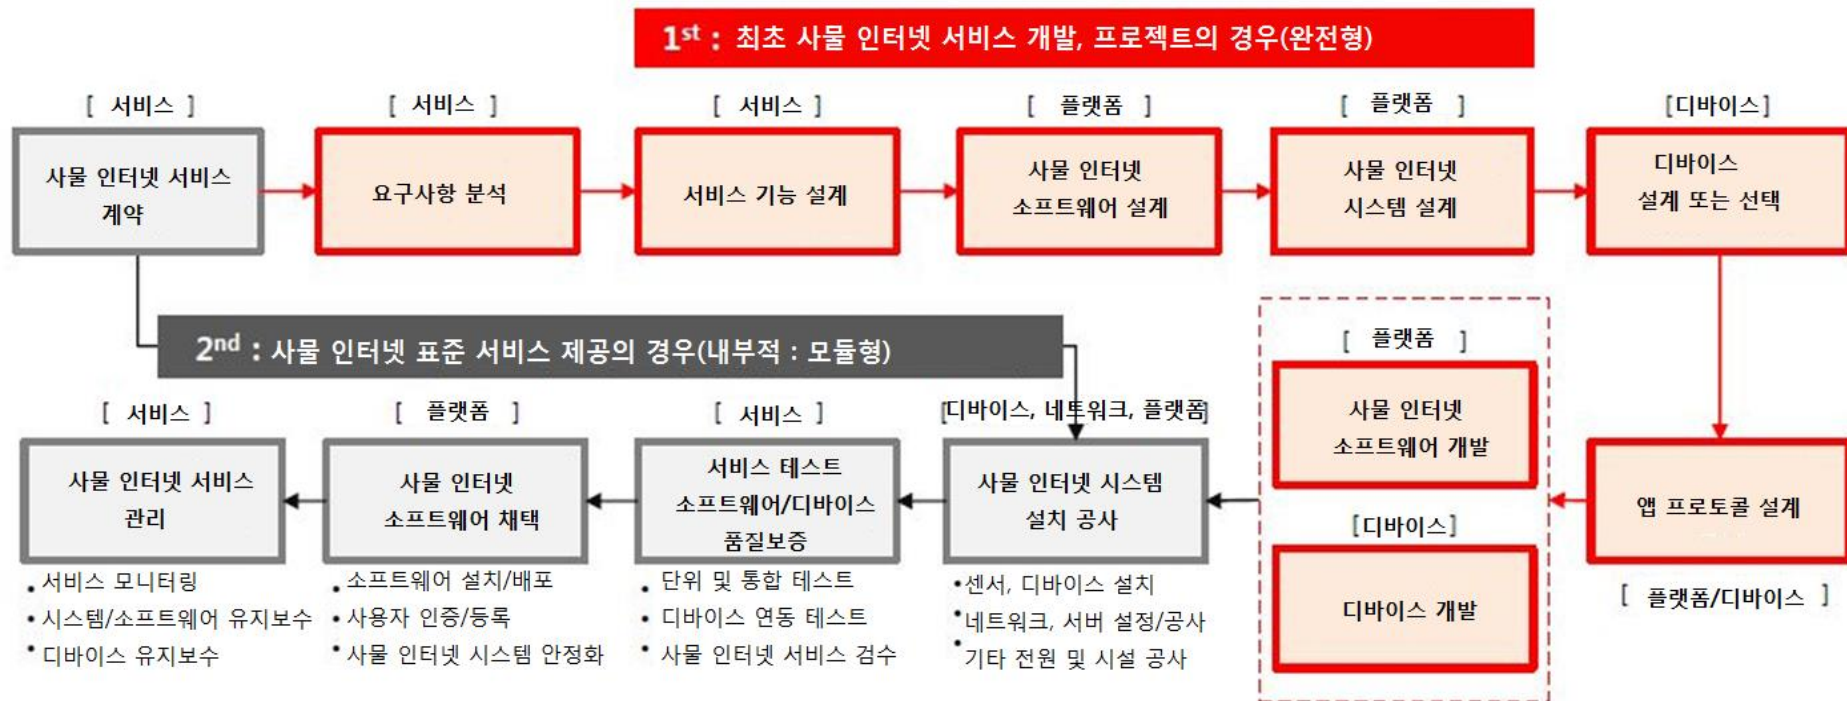 1st : 최초 사물 인터넷 서비스 개발, 프로젝트의 경우(완전형)
[ 서비스 ]
사물 인터넷 서비스
계약
[ 서비스 ]
요구사항 분석
[ 서비스 ]
서비스 기능 설계
[ 플랫폼 ]
사물 인터넷
소프트웨어 설계
[ 플랫폼 ]
사물 인터넷
시스템 설계
[디바이스]
디바이스
설계 또는 선택
2nd : 사물 인터넷 표준 서비스 제공의 경우(내부적 : 모듈형)
[ 서비스 ]
사물 인터넷 서비스
관리
• 서비스 모니터링
• 시스템/소프트웨어 유지보수
• 디바이스 유지보수
[ 플랫폼 ]
사물 인터넷
소프트웨어 채택
• 소프트웨어 설치/배포
• 사용자 인증/등록
• 사물 인터넷 시스템 안정화
[ 서비스 ]
서비스 테스트
소프트웨어/디바이스
품질보증
• 단위 및 통합 테스트
• 디바이스 연동 테스트
• 사물 인터넷 서비스 검수
[디바이스, 네트워크, 플랫폼]
사물 인터넷 시스템
설치 공사
• 센서, 디바이스 설치
• 네트워크, 서버 설정/공사
• 기타 전원 및 시설 공사
[ 플랫폼 ]
사물 인터넷
소프트웨어 개발
[디바이스]
디바이스 개발
앱 프로토콜 설계
[ 플랫폼/디바이스 ]